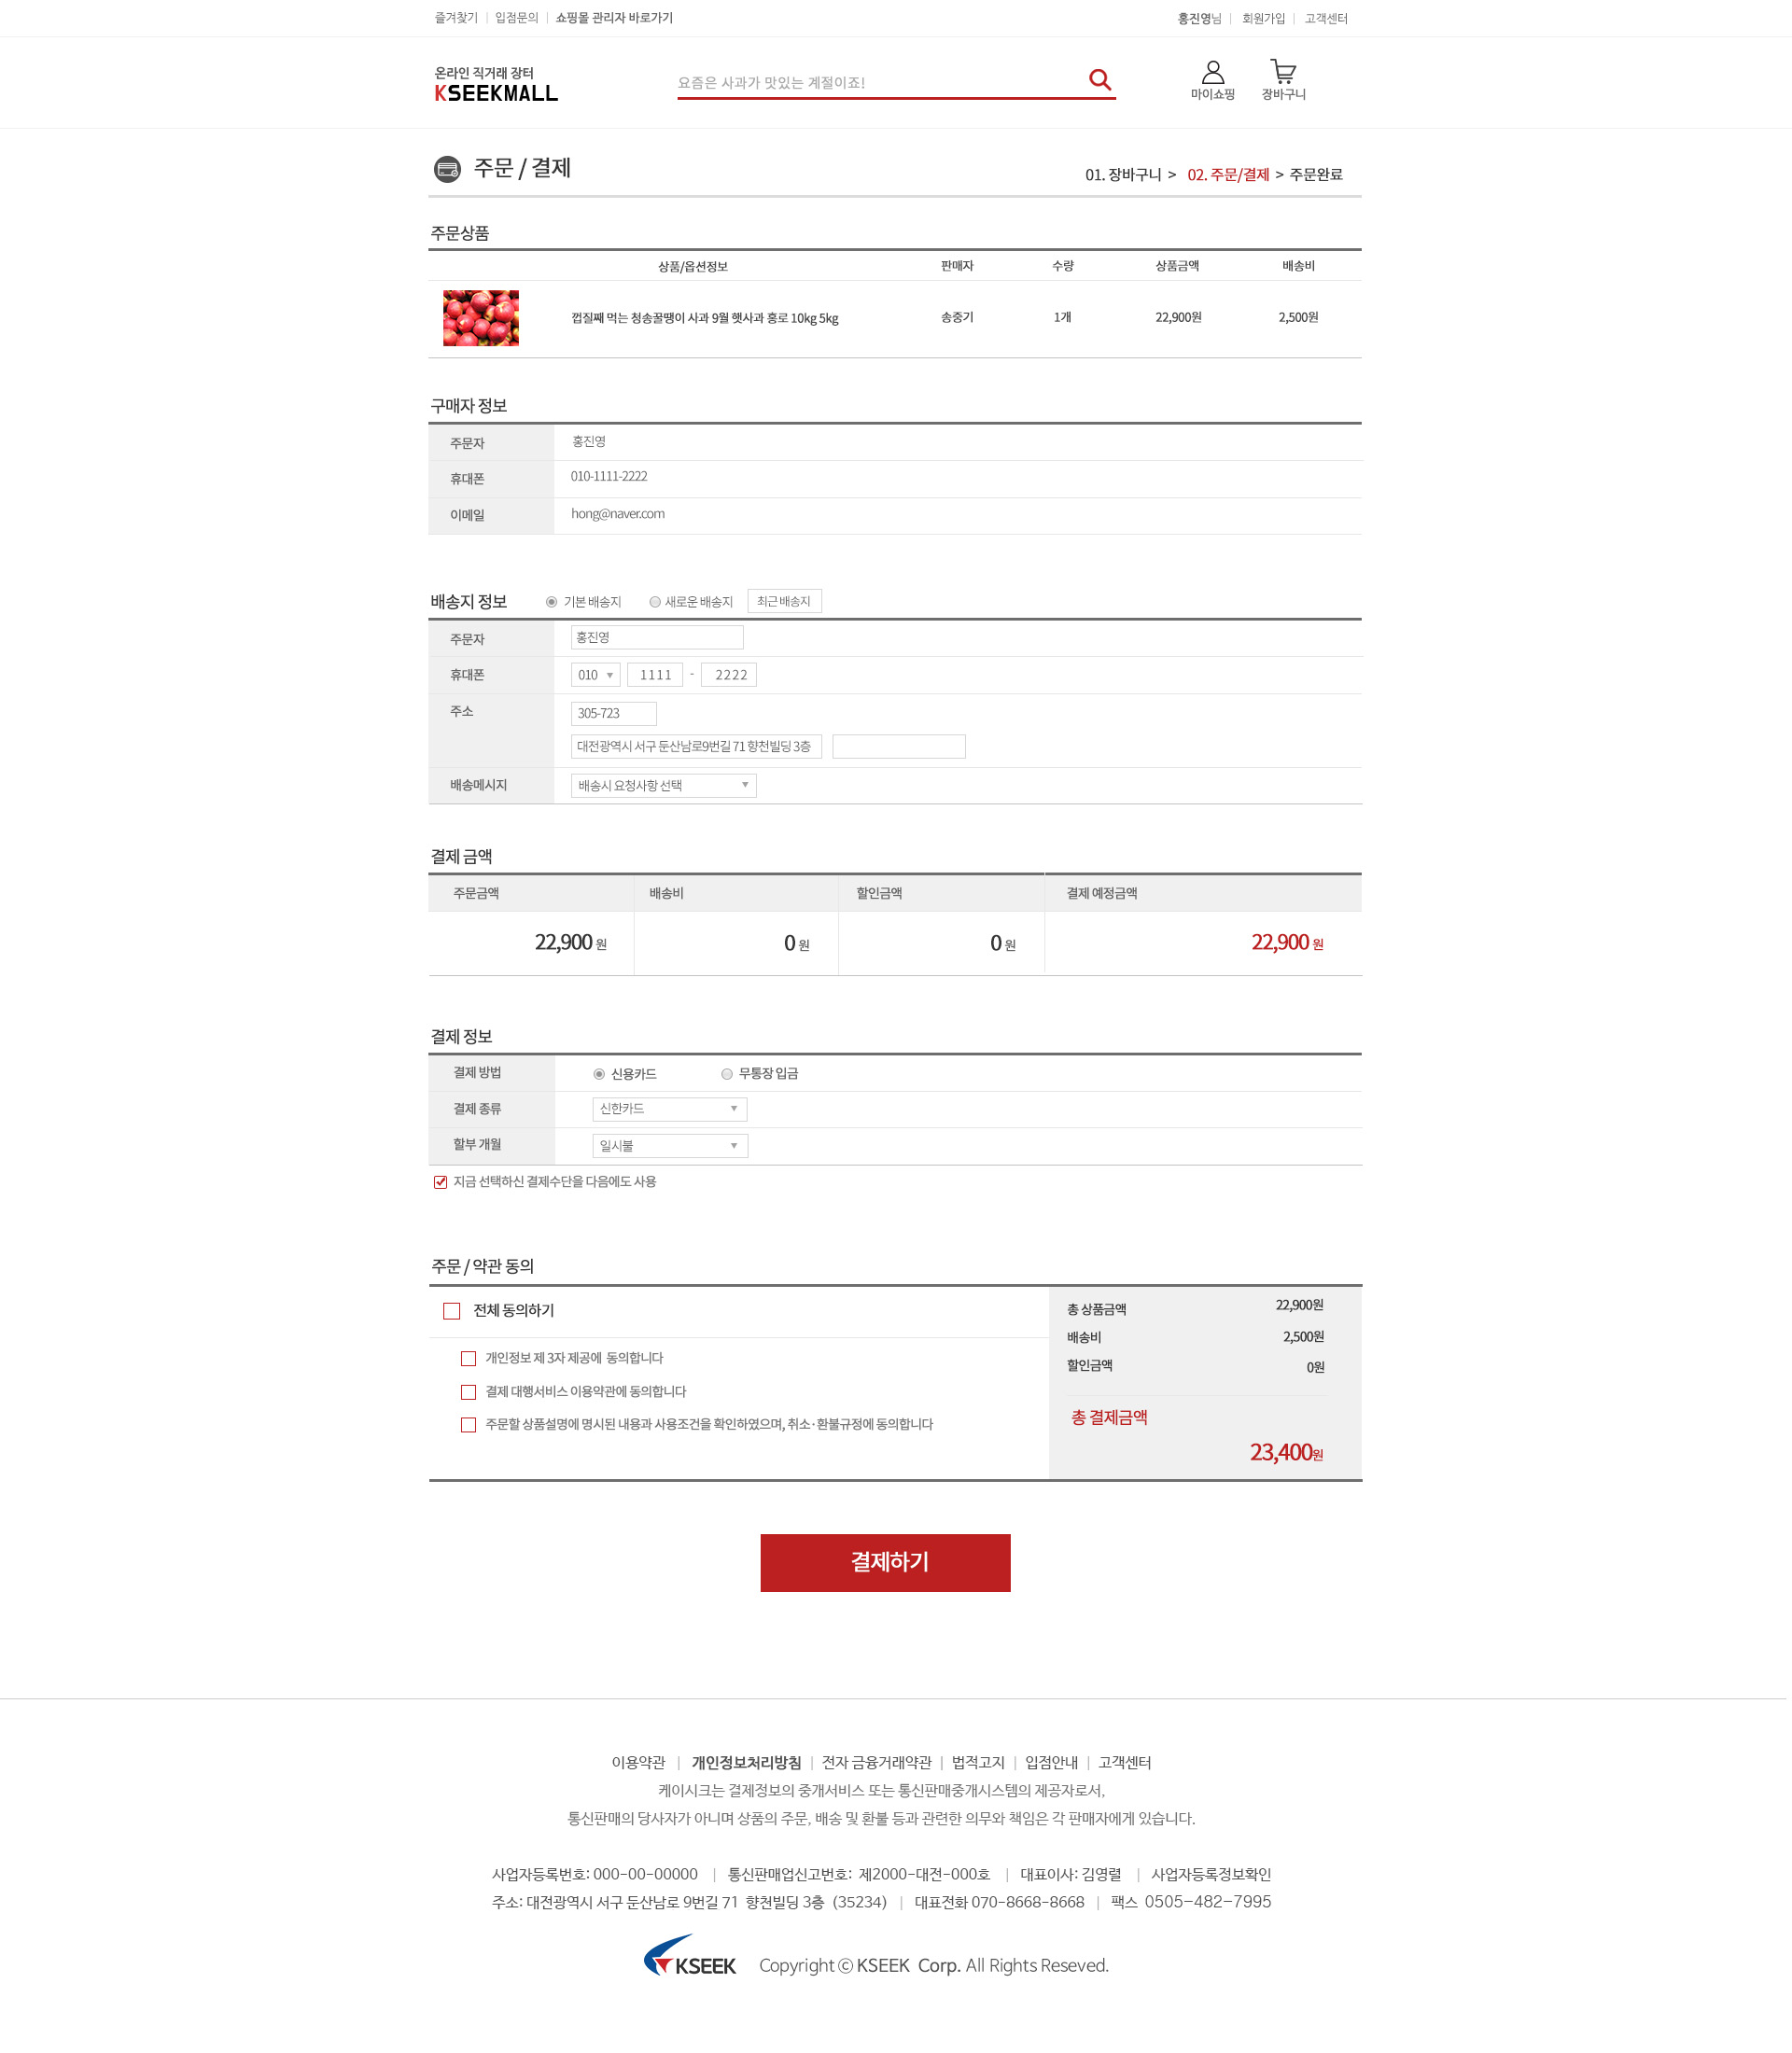 즐겨찾기 | 입점문의 | 쇼핑몰 관리자 바로가기 홍진영님 | 회원가입 | 고객센터
온라인 직거래 장터
KSEEKMALL
요즘은 사과가 맛있는 계절이죠!
마이쇼핑 장바구니
주문 / 결제
01. 장바구니 > 02. 주문/결제 > 주문완료
주문상품
상품/옵션정보 판매자 수량 상품금액 배송비
껍질째 먹는 청송꿀땡이 사과 9월 햇사과 홍로 10kg 5kg 송중기 1개 22,900원 2,500원
구매자 정보
주문자 홍진영
휴대폰 010-1111-2222
이메일 hong@naver.com
배송지 정보 기본 배송지 새로운 배송지 최근 배송지
주문자 홍진영
휴대폰 010 1111 - 2222
주소 305-723
대전광역시 서구 둔산남로9번길 71 향천빌딩 3층
배송메시지 배송시 요청사항 선택
결제 금액
주문금액 배송비 할인금액 결제 예정금액
22,900 원 0 원 0 원 22,900 원
결제 정보
결제 방법 신용카드 무통장 입금
결제 종류 신한카드
할부 개월 일시불
지금 선택하신 결제수단을 다음에도 사용
주문 / 약관 동의
전체 동의하기
개인정보 제 3자 제공에 동의합니다
결제 대행서비스 이용약관에 동의합니다
주문할 상품설명에 명시된 내용과 사용조건을 확인하였으며, 취소·환불규정에 동의합니다
총 상품금액 22,900원
배송비 2,500원
할인금액 0원
총 결제금액
23,400원
결제하기
이용약관 | 개인정보처리방침 | 전자 금융거래약관 | 법적고지 | 입점안내 | 고객센터
케이시크는 결제정보의 중개서비스 또는 통신판매중개시스템의 제공자로서,
통신판매의 당사자가 아니며 상품의 주문, 배송 및 환불 등과 관련한 의무와 책임은 각 판매자에게 있습니다.
사업자등록번호: 000-00-00000 | 통신판매업신고번호: 제2000-대전-000호 | 대표이사: 김영렬 | 사업자등록정보확인
주소: 대전광역시 서구 둔산남로 9번길 71 향천빌딩 3층 (35234) | 대표전화 070-8668-8668 | 팩스 0505-482-7995
KSEEK Copyright ⓒ KSEEK Corp. All Rights Reseved.